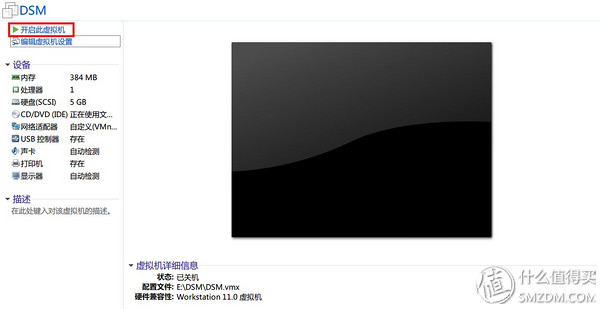 DSM
开启此虚拟机
编辑虚拟机设置
设备
内存 384 MB
处理器 1
硬盘(SCSI) 5 GB
CD/DVD (IDE) 正在使用文...
网络适配器 自定义(VMn...
USB 控制器 存在
声卡 自动检测
打印机 存在
显示器 自动检测
描述
在此处键入对该虚拟机的描述。
虚拟机详细信息
状态: 已关机
配置文件: E:\DSM\DSM.vmx
硬件兼容性: Workstation 11.0 虚拟机
值 什么值得买
SMZDM.COM